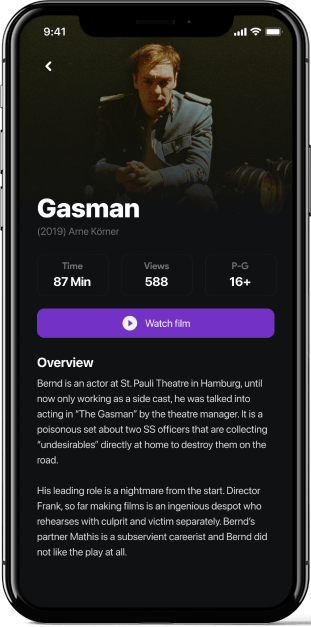 9:41
Gasman
(2019) Arne Körner
Time
Views
P-G
87 Min
588
16+
Watch film
Overview
Bernd is an actor at St. Pauli Theatre in Hamburg, until
now only working as a side cast, he was talked into
acting in “The Gasman” by the theatre manager. It is a
poisonous set about two SS officers that are collecting
“undesirables” directly at home to destroy them on the
road.
His leading role is a nightmare from the start. Director
Frank, so far making films is an ingenious despot who
rehearses with culprit and victim separately. Bernd’s
partner Mathis is a subservient careerist and Bernd did
not like the play at all.